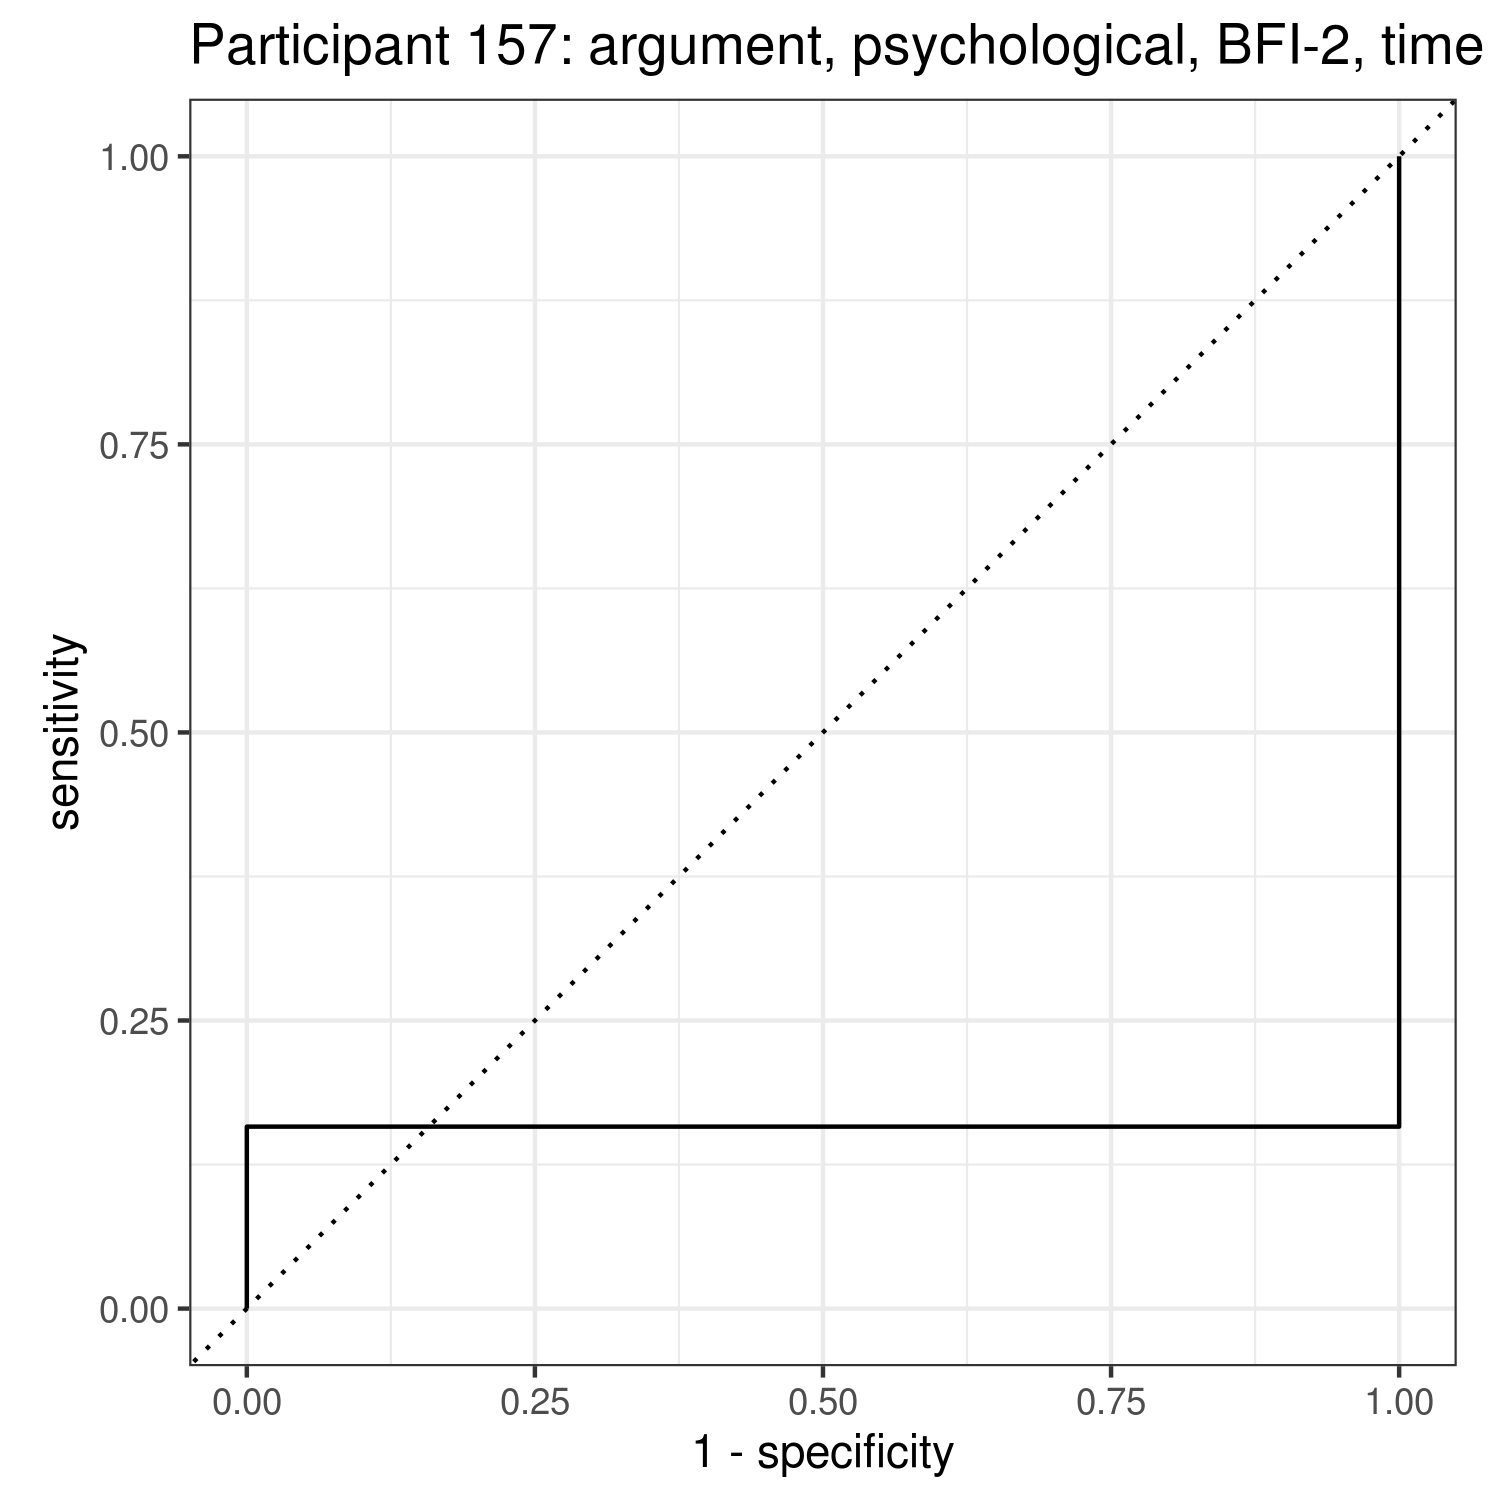 Participant 157: argument, psychological, BFI-2, time
1.00
0.75
0.50
0.25
0.00
sensitivity
0.00 0.25 0.50 0.75 1.00
1 - specificity